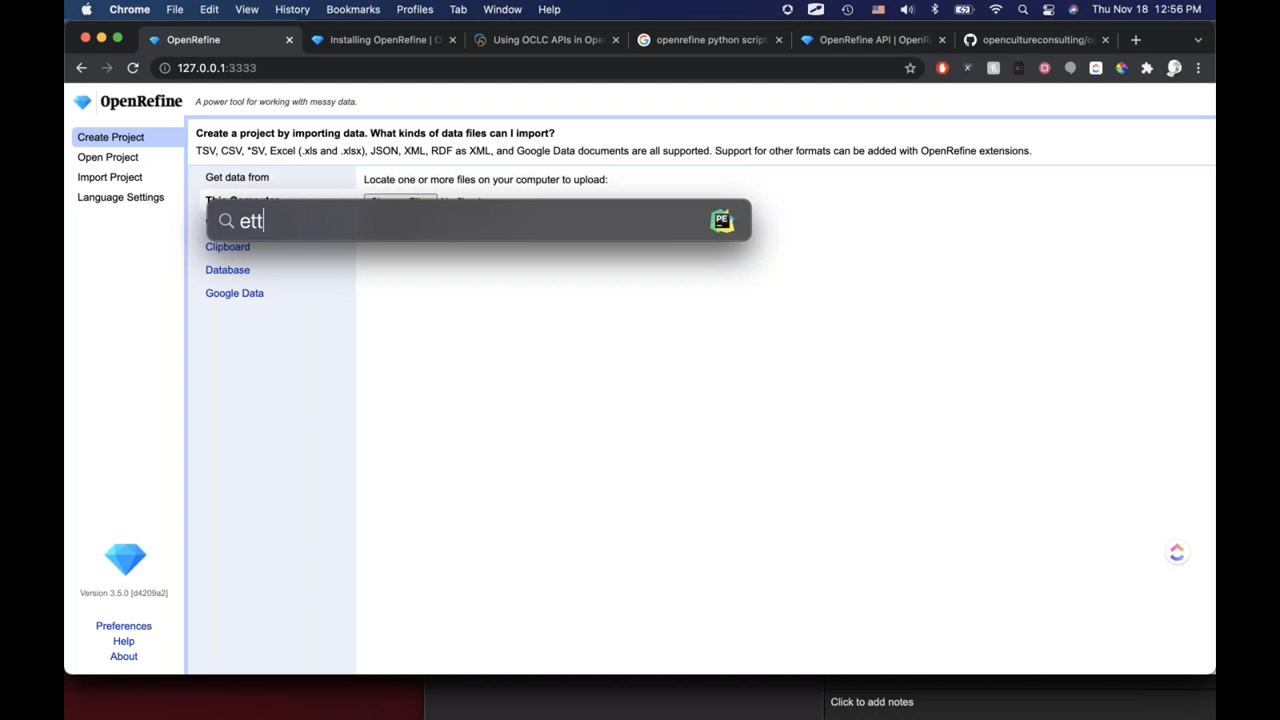 Chrome File Edit View History Bookmarks Profiles Tab Window Help Thu Nov 18 12:56 PM
OpenRefine Installing OpenRefine | O Using OCLC APIs in Ope openrefine python script OpenRefine API | OpenR opencultureconsulting/o
127.0.0.1:3333
OpenRefine A power tool for working with messy data.
Create Project
Open Project
Import Project
Language Settings
Create a project by importing data. What kinds of data files can I import?
TSV, CSV, *SV, Excel (.xls and .xlsx), JSON, XML, RDF as XML, and Google Data documents are all supported. Support for other formats can be added with OpenRefine extensions.
Get data from
Locate one or more files on your computer to upload:
ett
PE
Clipboard
Database
Google Data
Version 3.5.0 [d4209a2]
Preferences
Help
About
Click to add notes